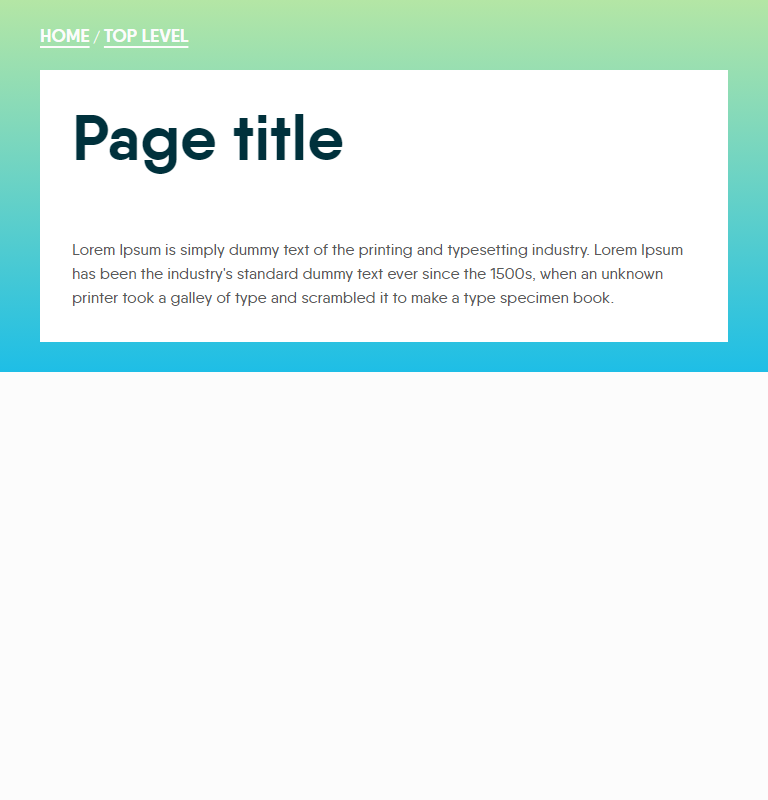 HOME / TOP LEVEL
Page title
Lorem Ipsum is simply dummy text of the printing and typesetting industry. Lorem Ipsum
has been the industry's standard dummy text ever since the 1500s, when an unknown
printer took a galley of type and scrambled it to make a type specimen book.